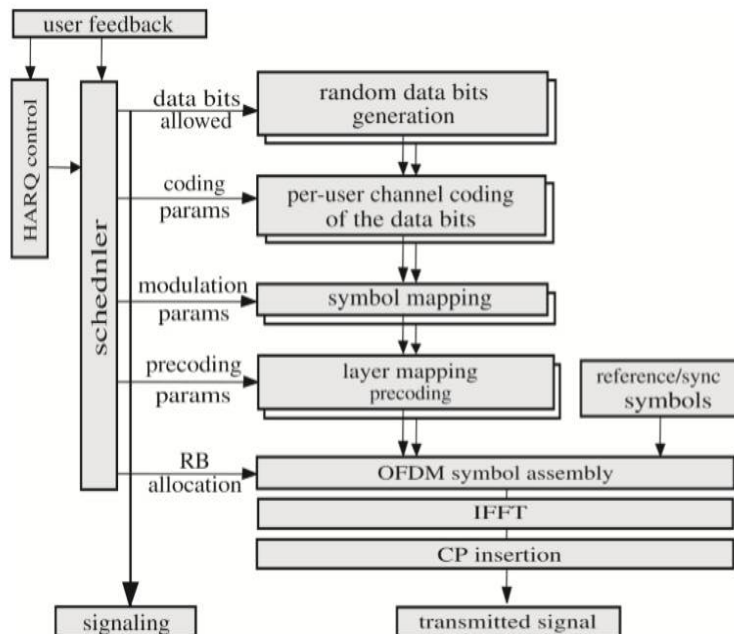 user feedback
HARQ control
schednler
data bits
allowed
random data bits
generation
coding
params
per-user channel coding
of the data bits
modulation
params
symbol mapping
precoding
params
layer mapping
precoding
reference/sync
symbols
RB
allocation
OFDM symbol assembly
IFFT
CP insertion
signaling
transmitted signal